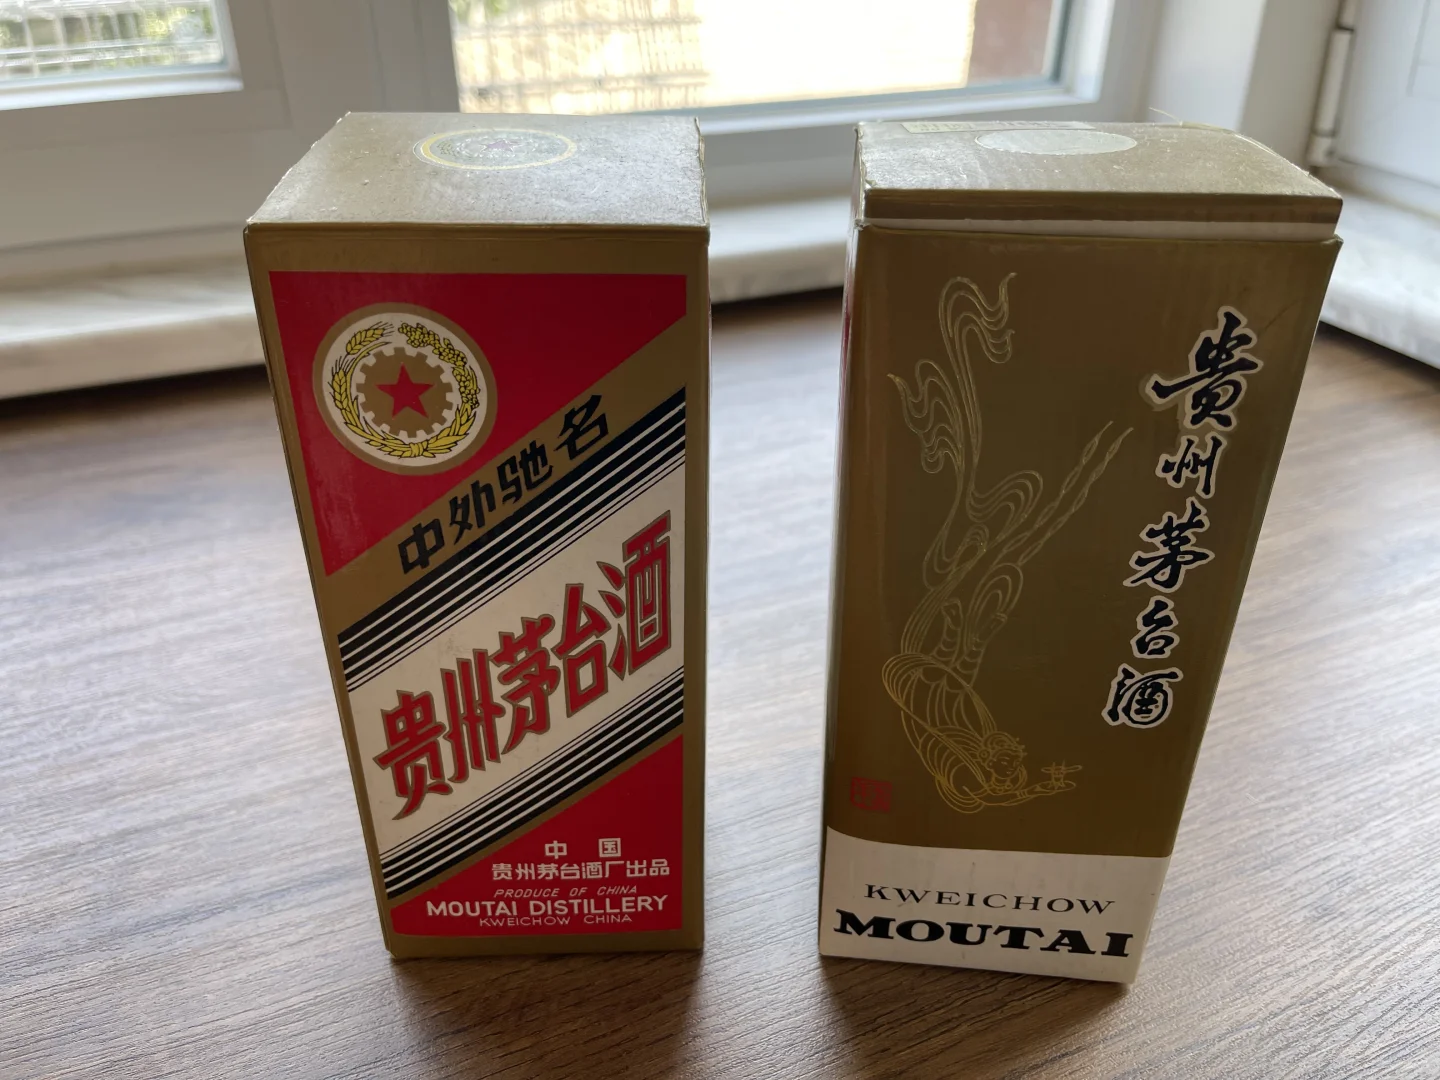 中外驰名
贵州茅台酒
中国
贵州茅台酒厂出品
PRODUCE OF CHINA
MOUTAI DISTILLERY
KWEICHOW CHINA
貴州茅台酒
KWEICHOW
MOUTAI